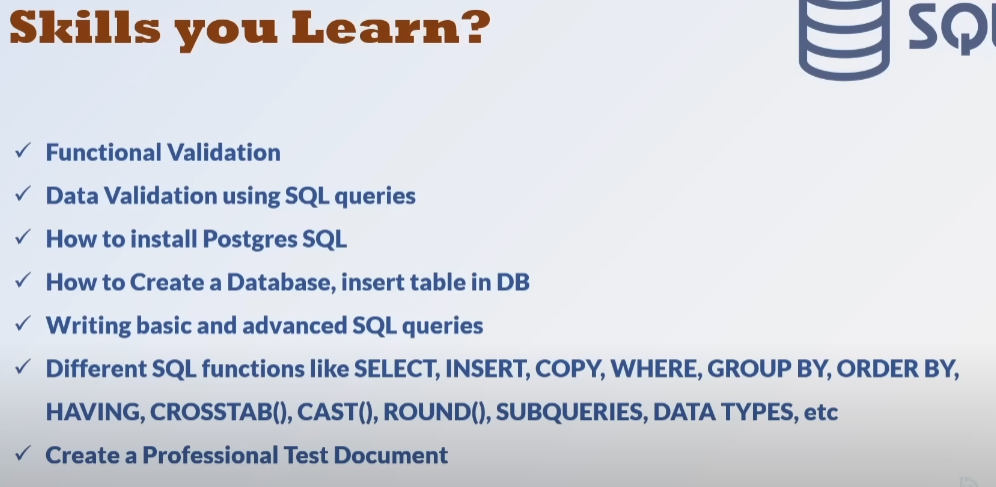 Skills you Learn?
SQL
✓ Functional Validation
✓ Data Validation using SQL queries
✓ How to install Postgres SQL
✓ How to Create a Database, insert table in DB
✓ Writing basic and advanced SQL queries
✓ Different SQL functions like SELECT, INSERT, COPY, WHERE, GROUP BY, ORDER BY,
HAVING, CROSSTAB(), CAST(), ROUND(), SUBQUERIES, DATA TYPES, etc
✓ Create a Professional Test Document